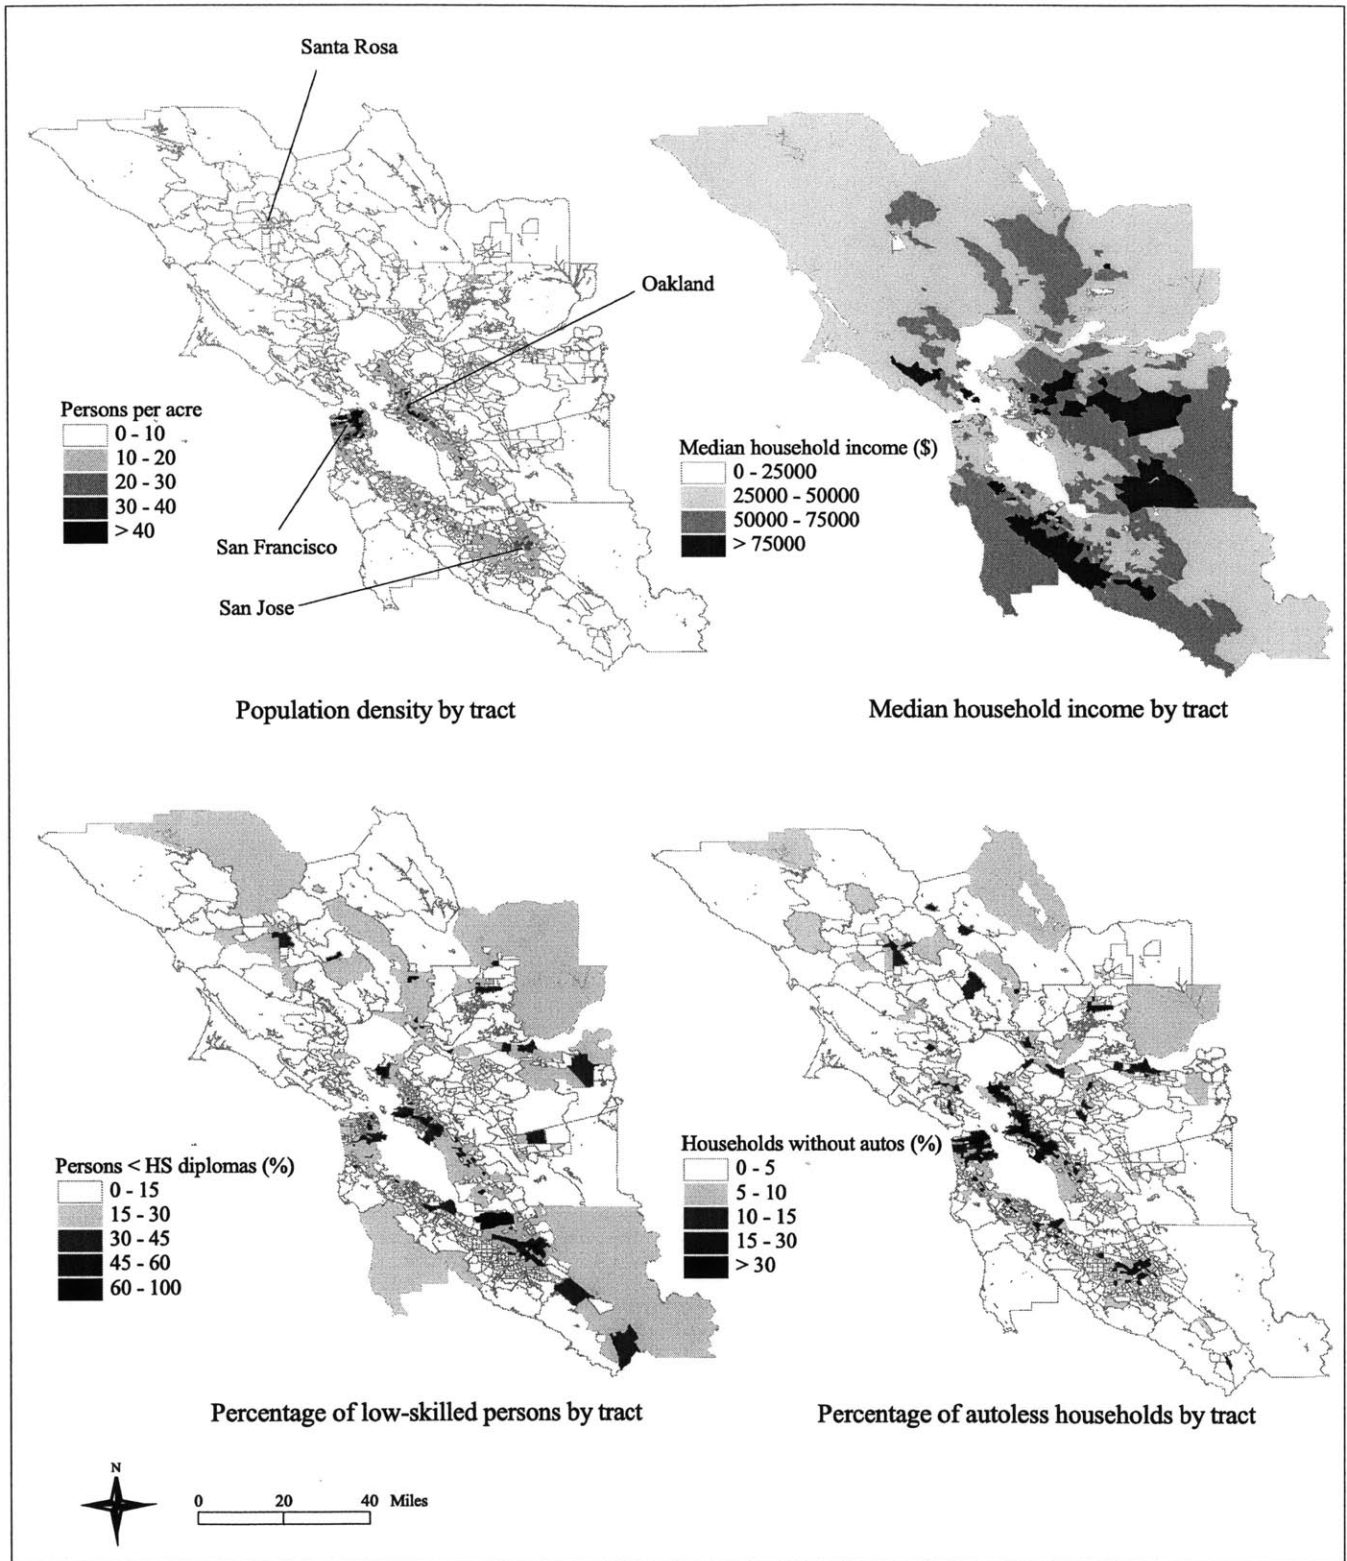 Santa Rosa
Oakland
Persons per acre
0 - 10
10 - 20
20 - 30
30 - 40
> 40
San Francisco
San Jose
Population density by tract
Median household income ($)
0 - 25000
25000 - 50000
50000 - 75000
> 75000
Median household income by tract
Persons < HS diplomas (%)
0 - 15
15 - 30
30 - 45
45 - 60
60 - 100
Percentage of low-skilled persons by tract
Households without autos (%)
0 - 5
5 - 10
10 - 15
15 - 30
> 30
Percentage of autoless households by tract
N
0 20 40 Miles